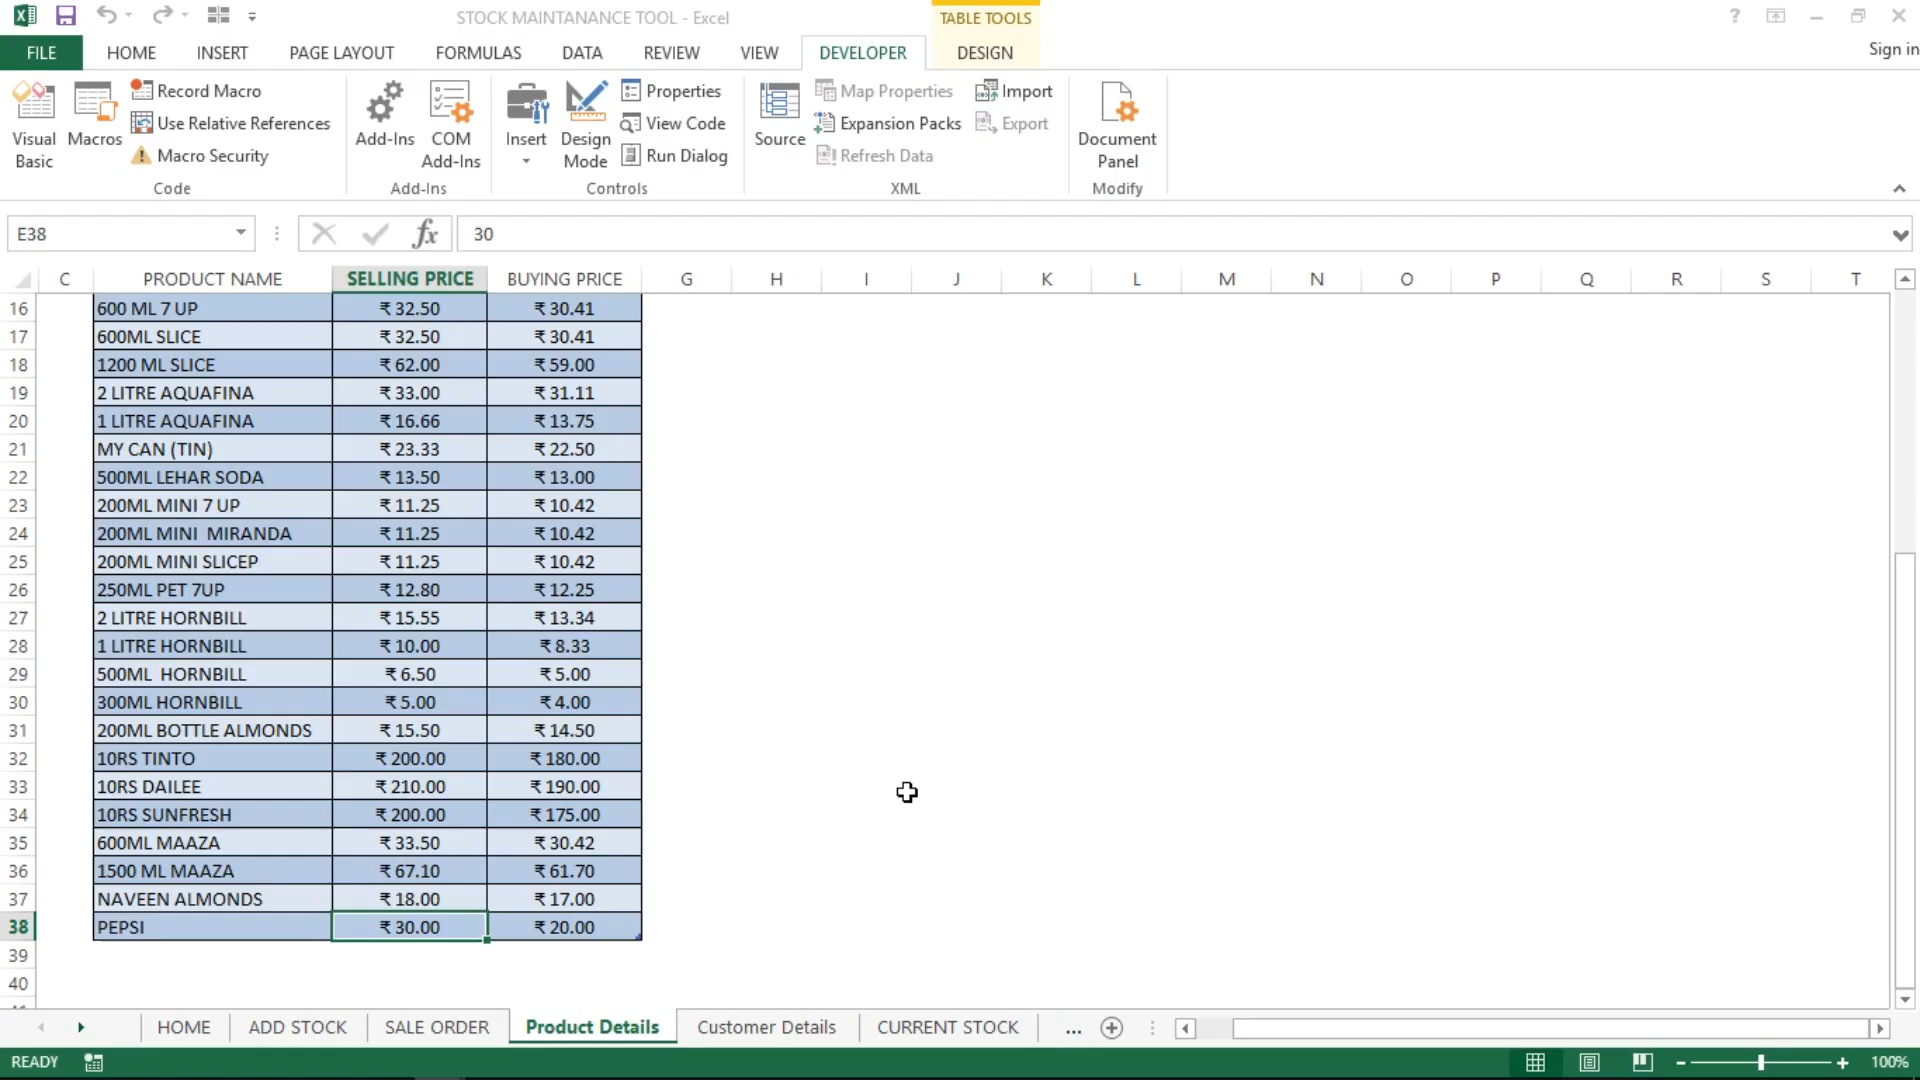 STOCK MAINTANANCE TOOL - Excel
TABLE TOOLS
?
FILE
HOME
INSERT
PAGE LAYOUT
FORMULAS
DATA
REVIEW
VIEW
DEVELOPER
DESIGN
Sign in
Visual Basic
Macros
Record Macro
Use Relative References
Macro Security
Code
Add-Ins
COM Add-Ins
Add-Ins
Insert
Design Mode
Properties
View Code
Run Dialog
Controls
Source
Map Properties
Expansion Packs
Refresh Data
Import
Export
XML
Document Panel
Modify
E38
fx
30
C PRODUCT NAME SELLING PRICE BUYING PRICE G H I J K L M N O P Q R S T
16 600 ML 7 UP ₹ 32.50 ₹ 30.41
17 600ML SLICE ₹ 32.50 ₹ 30.41
18 1200 ML SLICE ₹ 62.00 ₹ 59.00
19 2 LITRE AQUAFINA ₹ 33.00 ₹ 31.11
20 1 LITRE AQUAFINA ₹ 16.66 ₹ 13.75
21 MY CAN (TIN) ₹ 23.33 ₹ 22.50
22 500ML LEHAR SODA ₹ 13.50 ₹ 13.00
23 200ML MINI 7 UP ₹ 11.25 ₹ 10.42
24 200ML MINI  MIRANDA ₹ 11.25 ₹ 10.42
25 200ML MINI SLICEP ₹ 11.25 ₹ 10.42
26 250ML PET 7UP ₹ 12.80 ₹ 12.25
27 2 LITRE HORNBILL ₹ 15.55 ₹ 13.34
28 1 LITRE HORNBILL ₹ 10.00 ₹ 8.33
29 500ML  HORNBILL ₹ 6.50 ₹ 5.00
30 300ML HORNBILL ₹ 5.00 ₹ 4.00
31 200ML BOTTLE ALMONDS ₹ 15.50 ₹ 14.50
32 10RS TINTO ₹ 200.00 ₹ 180.00
33 10RS DAILEE ₹ 210.00 ₹ 190.00
34 10RS SUNFRESH ₹ 200.00 ₹ 175.00
35 600ML MAAZA ₹ 33.50 ₹ 30.42
36 1500 ML MAAZA ₹ 67.10 ₹ 61.70
37 NAVEEN ALMONDS ₹ 18.00 ₹ 17.00
38 PEPSI ₹ 30.00 ₹ 20.00
39
40
HOME
ADD STOCK
SALE ORDER
Product Details
Customer Details
CURRENT STOCK
...
READY
100%